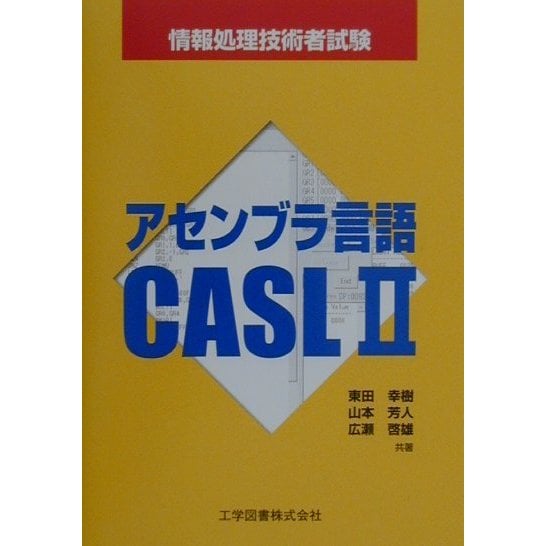 情報処理技術者試験
アセンブラ言語
CASLⅡ
東田 幸樹
山本 芳人
広瀬 啓雄
共著
工学図書株式会社